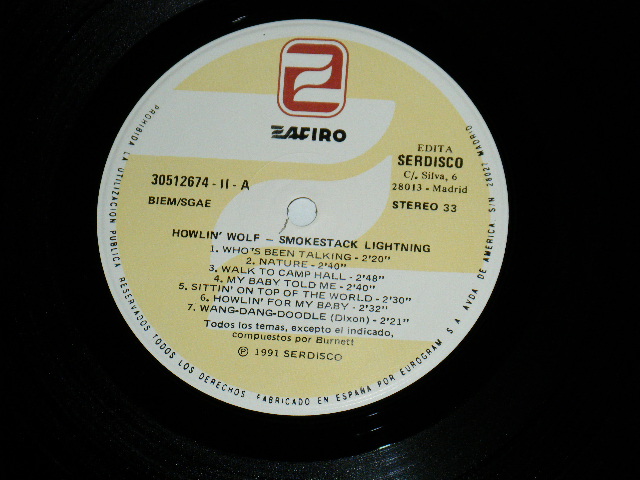 ZAFIRO
EDITA
SERDISCO
C/. Silva, 6
28013 - Madrid
30512674 - II - A
BIEM/SGAE
STEREO 33
HOWLIN' WOLF – SMOKESTACK LIGHTNING
1. WHO'S BEEN TALKING - 2'20"
2. NATURE - 2'40"
3. WALK TO CAMP HALL - 2'48"
4. MY BABY TOLD ME - 2'40"
5. SITTIN' ON TOP OF THE WORLD - 2'30"
6. HOWLIN' FOR MY BABY - 2'32"
7. WANG-DANG-DOODLE (Dixon) - 2'21"
Todos los temas, excepto el indicado,
compuestos por Burnett
℗ 1991 SERDISCO
PROHIBIDA LA UTILIZACION PUBLICA RESERVADOS TODOS LOS DERECHOS. FABRICADO EN ESPAÑA POR EUROGRAM S.A. AVDA DE AMERICA S/N 28027 MADRID